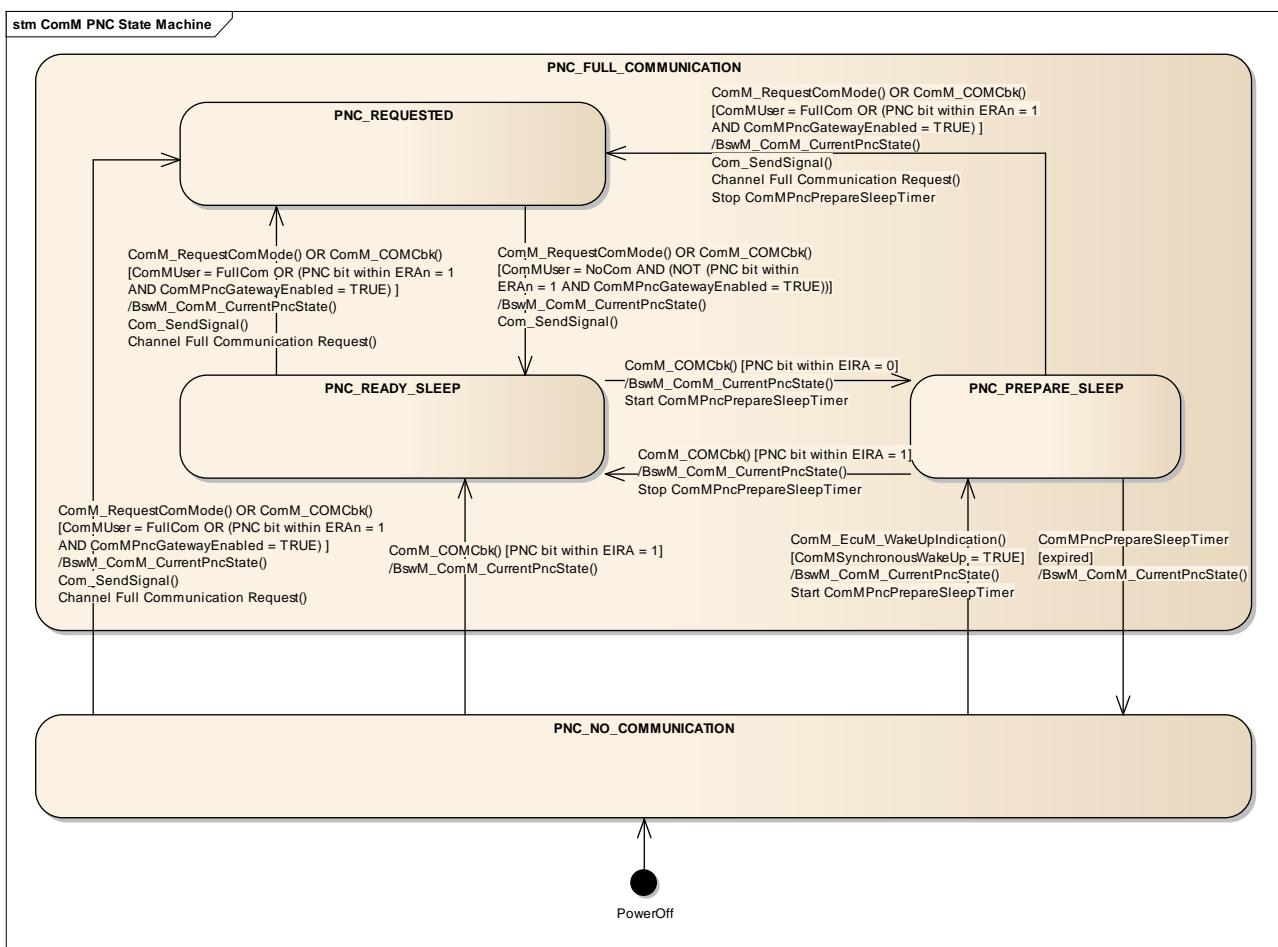 stm ComM PNC State Machine
PNC_FULL_COMMUNICATION
PNC_REQUESTED
ComM_RequestComMode() OR ComM_COMCbk()
[ComMUser = FullCom OR (PNC bit within ERAn = 1
AND ComMPncGatewayEnabled = TRUE) ]
/BswM_ComM_CurrentPncState()
Com_SendSignal()
Channel Full Communication Request()
Stop ComMPncPrepareSleepTimer
ComM_RequestComMode() OR ComM_COMCbk()
[ComMUser = FullCom OR (PNC bit within ERAn = 1
AND ComMPncGatewayEnabled = TRUE) ]
/BswM_ComM_CurrentPncState()
Com_SendSignal()
Channel Full Communication Request()
ComM_RequestComMode() OR ComM_COMCbk()
[ComMUser = NoCom AND (NOT (PNC bit within
ERAn = 1 AND ComMPncGatewayEnabled = TRUE))]
/BswM_ComM_CurrentPncState()
Com_SendSignal()
PNC_READY_SLEEP
ComM_COMCbk() [PNC bit within EIRA = 0]
/BswM_ComM_CurrentPncState()
Start ComMPncPrepareSleepTimer
PNC_PREPARE_SLEEP
ComM_COMCbk() [PNC bit within EIRA = 1]
/BswM_ComM_CurrentPncState()
Stop ComMPncPrepareSleepTimer
ComM_RequestComMode() OR ComM_COMCbk()
[ComMUser = FullCom OR (PNC bit within ERAn = 1
AND ComMPncGatewayEnabled = TRUE) ]
/BswM_ComM_CurrentPncState()
Com_SendSignal()
Channel Full Communication Request()
ComM_COMCbk() [PNC bit within EIRA = 1]
/BswM_ComM_CurrentPncState()
ComM_EcuM_WakeUpIndication()
[ComMSynchronousWakeUp = TRUE]
/BswM_ComM_CurrentPncState()
Start ComMPncPrepareSleepTimer
ComMPncPrepareSleepTimer
[expired]
/BswM_ComM_CurrentPncState()
PNC_NO_COMMUNICATION
PowerOff